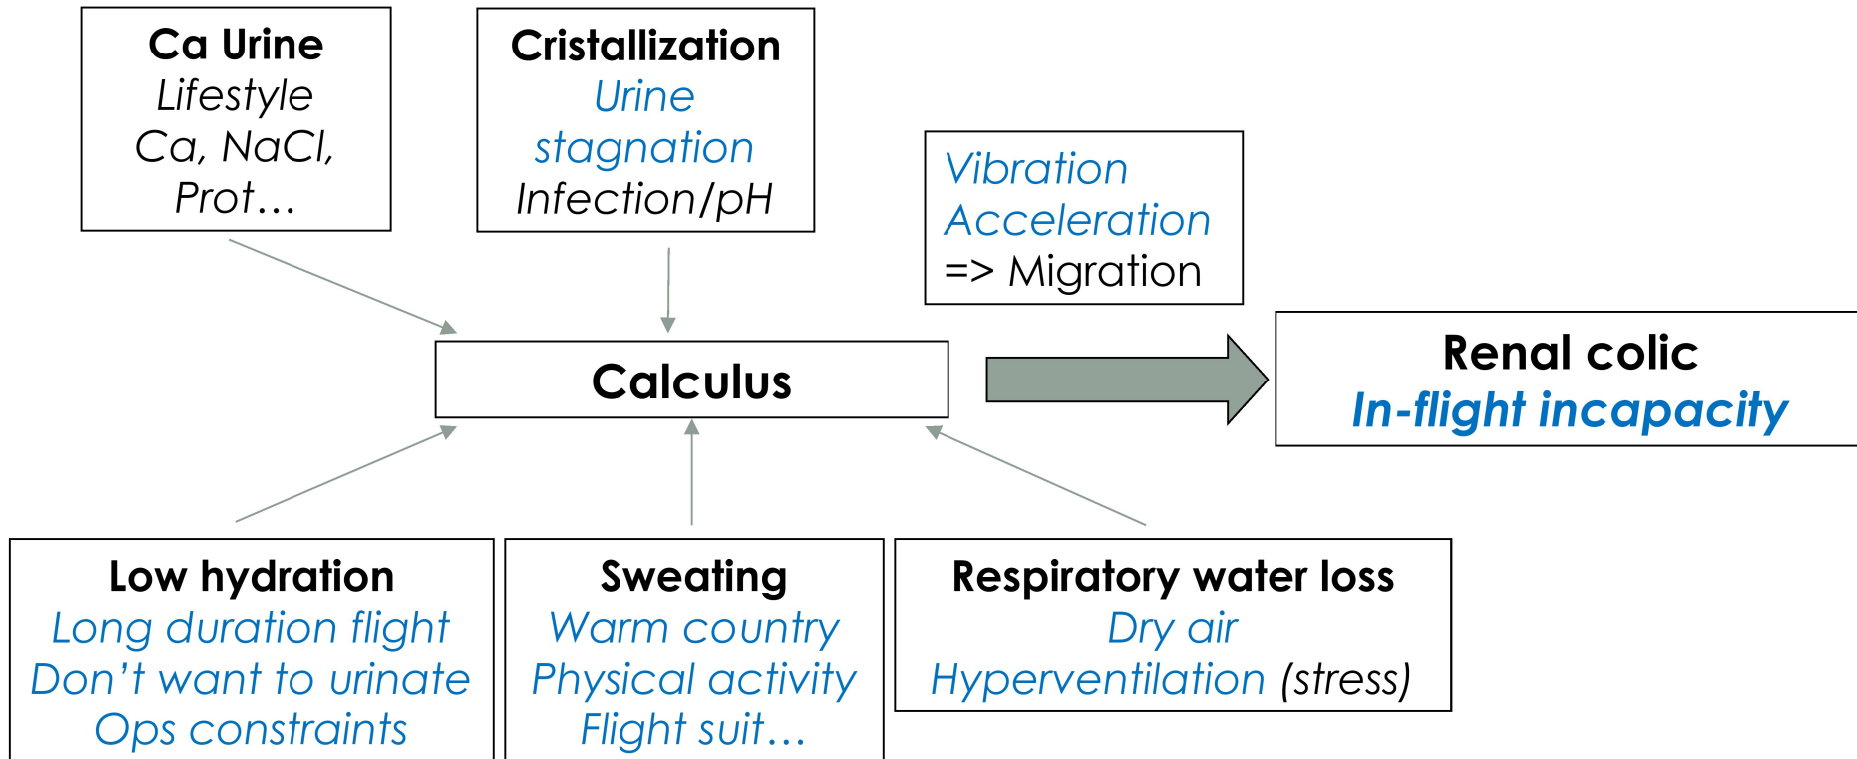 Ca Urine
Lifestyle
Ca, NaCl,
Prot…
Cristallization
Urine
stagnation
Infection/pH
Vibration
Acceleration
=> Migration
Calculus
Renal colic
In-flight incapacity
Low hydration
Long duration flight
Don’t want to urinate
Ops constraints
Sweating
Warm country
Physical activity
Flight suit…
Respiratory water loss
Dry air
Hyperventilation (stress)